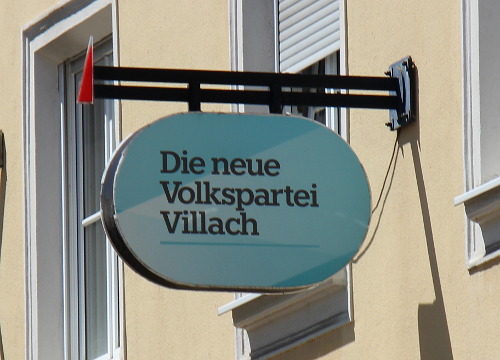 Die neue
Volkspartei
Villach